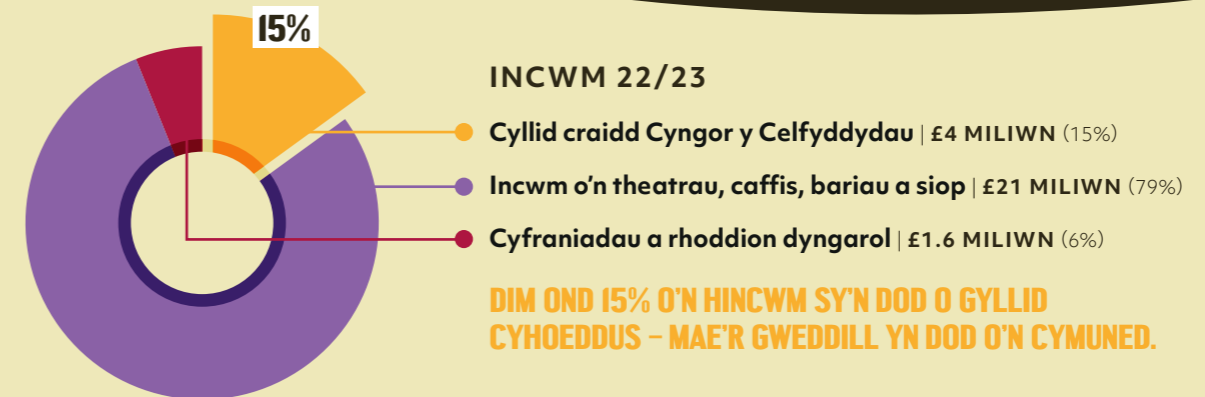 15%
INCWM 22/23
Cyllid craidd Cyngor y Celfyddydau | £4 MILIWN (15%)
Incwm o'n theatrau, caffis, bariau a siop | £21 MILIWN (79%)
Cyfraniadau a rhoddion dyngarol | £1.6 MILIWN (6%)
DIM OND 15% O'N HINCWM SY'N DOD O GYLLID
CYHOEDDUS – MAE'R GWEDDILL YN DOD O'N CYMUNED.